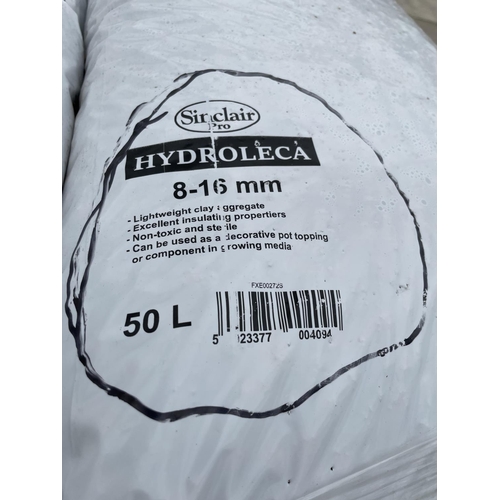 Sinclair
Pro
HYDROLECA
8-16 mm
- Lightweight clay aggregate
- Excellent insulating propertiers
- Non-toxic and sterile
- Can be used as a decorative pot topping
or component in growing media
FXE00272S
50 L
5 023377 004094